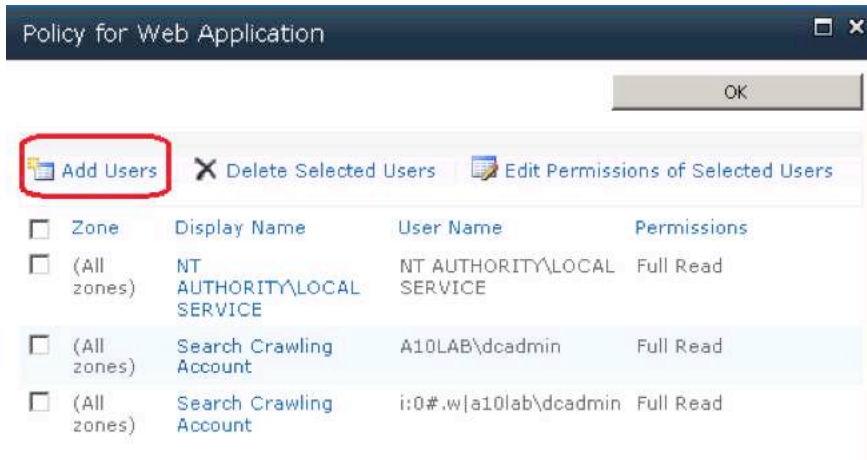 Policy for Web Application
OK
Add Users Delete Selected Users Edit Permissions of Selected Users
Zone Display Name User Name Permissions
(All NT NT AUTHORITY\LOCAL Full Read
zones) AUTHORITY\LOCAL SERVICE
SERVICE
(All Search Crawling A10LAB\dcadmin Full Read
zones) Account
(All Search Crawling i:0#.w|a10lab\dcadmin Full Read
zones) Account